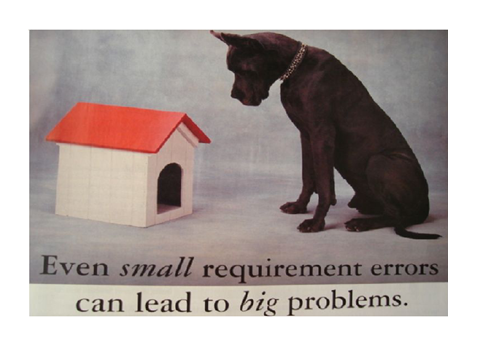 Even small requirement errors
can lead to big problems.